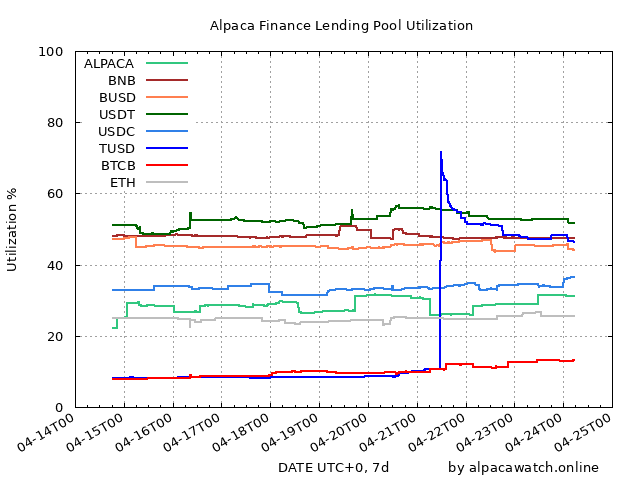 Alpaca Finance Lending Pool Utilization
100
80
60
40
20
0
Utilization %
ALPACA
BNB
BUSD
USDT
USDC
TUSD
BTCB
ETH
04-14T00
04-15T00
04-16T00
04-17T00
04-18T00
04-19T00
04-20T00
04-21T00
04-22T00
04-23T00
04-24T00
04-25T00
DATE UTC+0, 7d
by alpacawatch.online